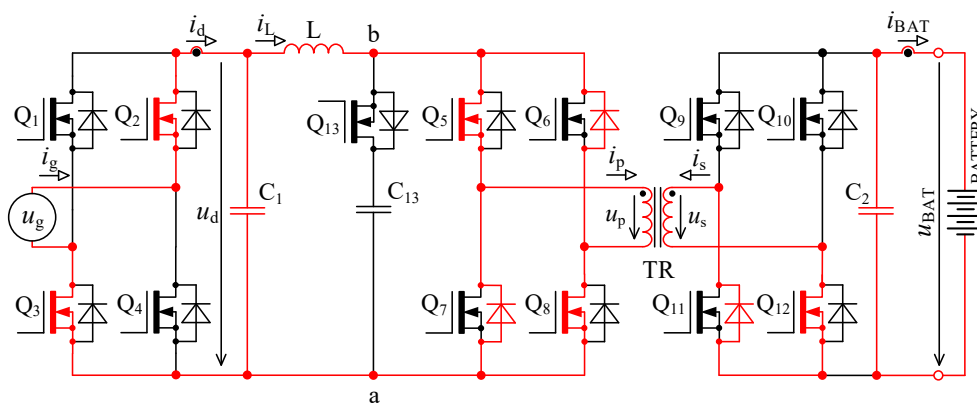 i_d
i_L
L
b
i_BAT
Q_1
Q_2
Q_13
Q_5
Q_6
Q_9
Q_10
BATTERY
i_g
i_p
i_s
u_g
u_d
C_1
C_13
u_p
u_s
C_2
u_BAT
TR
Q_3
Q_4
Q_7
Q_8
Q_11
Q_12
a